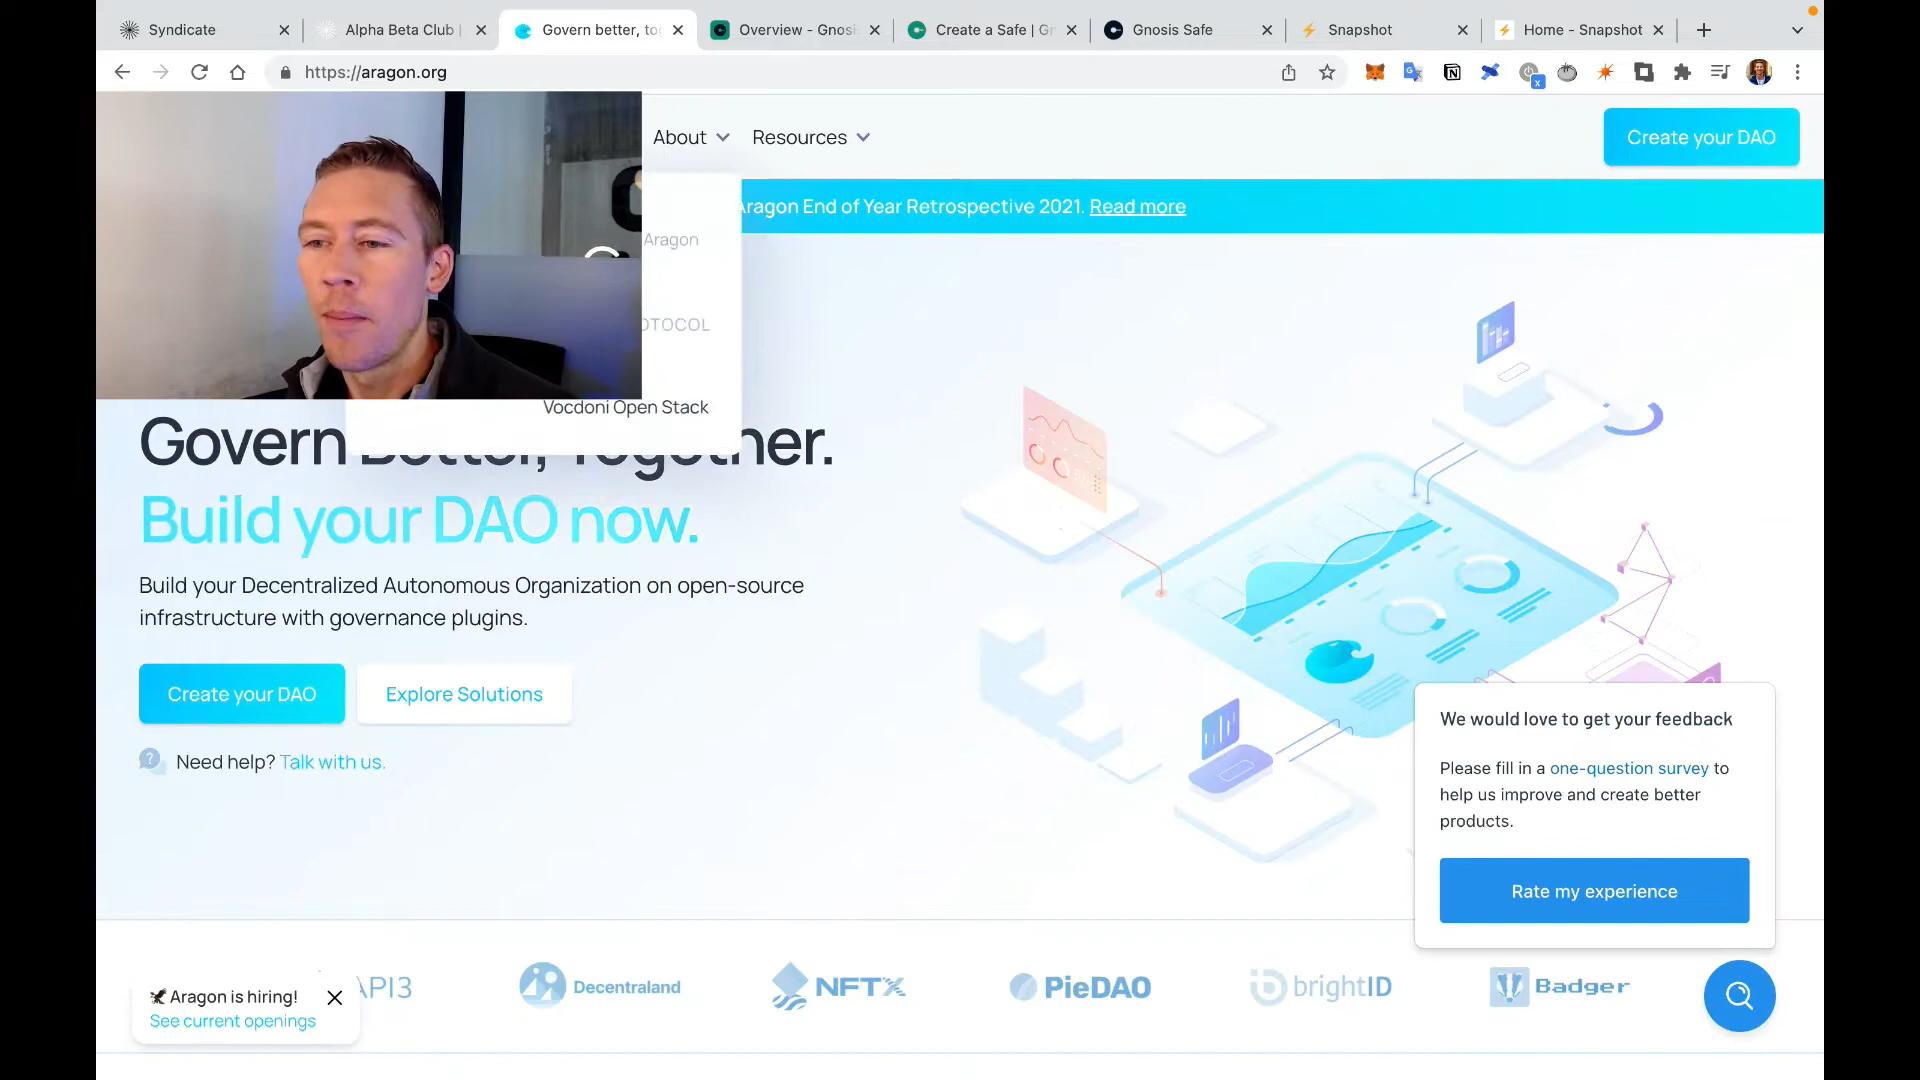 Syndicate
Alpha Beta Club |
Govern better, to
Overview - Gnosi
Create a Safe | G
Gnosis Safe
Snapshot
Home - Snapshot
https://aragon.org
About
Resources
Create your DAO
Aragon End of Year Retrospective 2021. Read more
Aragon
OTOCOL
Vocdoni Open Stack
Govern Better, Together.
Build your DAO now.
Build your Decentralized Autonomous Organization on open-source
infrastructure with governance plugins.
Create your DAO
Explore Solutions
Need help? Talk with us.
We would love to get your feedback
Please fill in a one-question survey to
help us improve and create better
products.
Rate my experience
Aragon is hiring!
See current openings
API3
Decentraland
NFTX
PieDAO
brightID
Badger